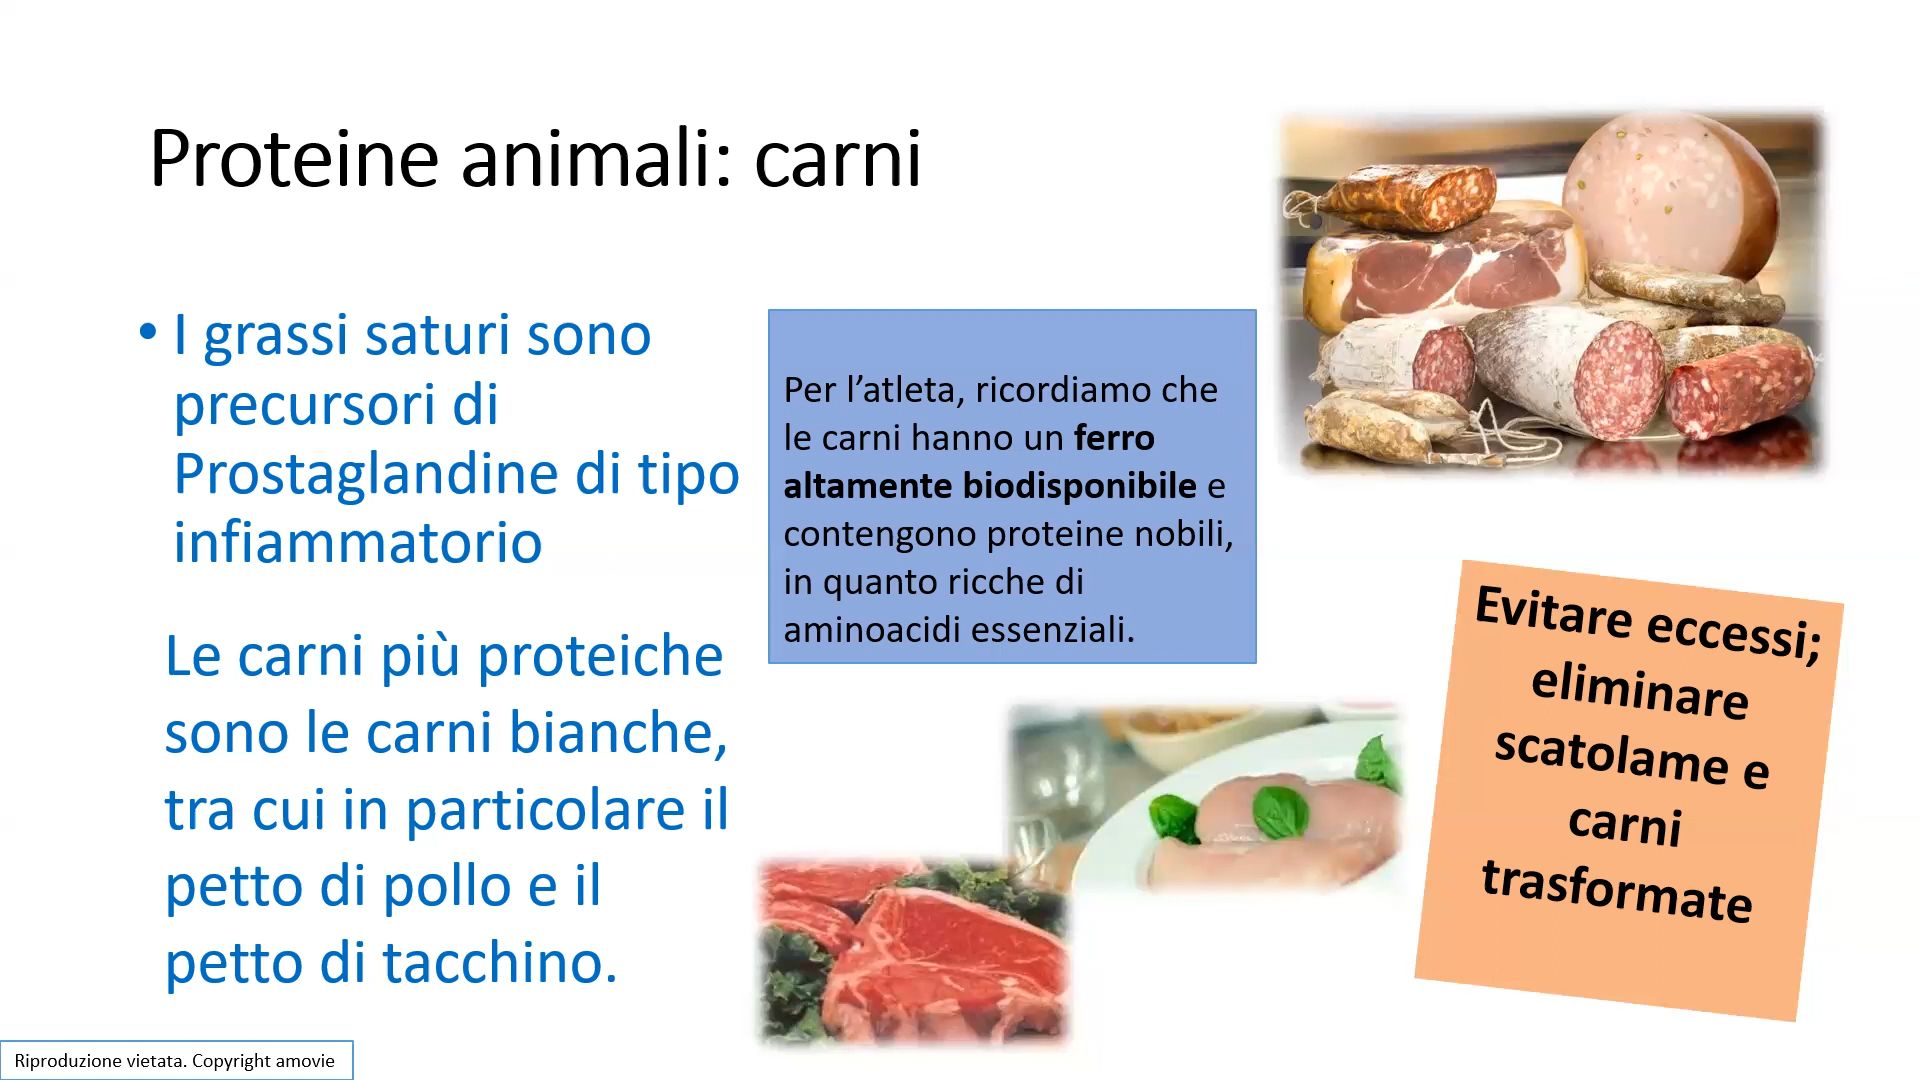 Proteine animali: carni
• I grassi saturi sono
precursori di
Prostaglandine di tipo
infiammatorio
Le carni più proteiche
sono le carni bianche,
tra cui in particolare il
petto di pollo e il
petto di tacchino.
Per l’atleta, ricordiamo che
le carni hanno un ferro
altamente biodisponibile e
contengono proteine nobili,
in quanto ricche di
aminoacidi essenziali.
Evitare eccessi;
eliminare
scatolame e
carni
trasformate
Riproduzione vietata. Copyright amovie